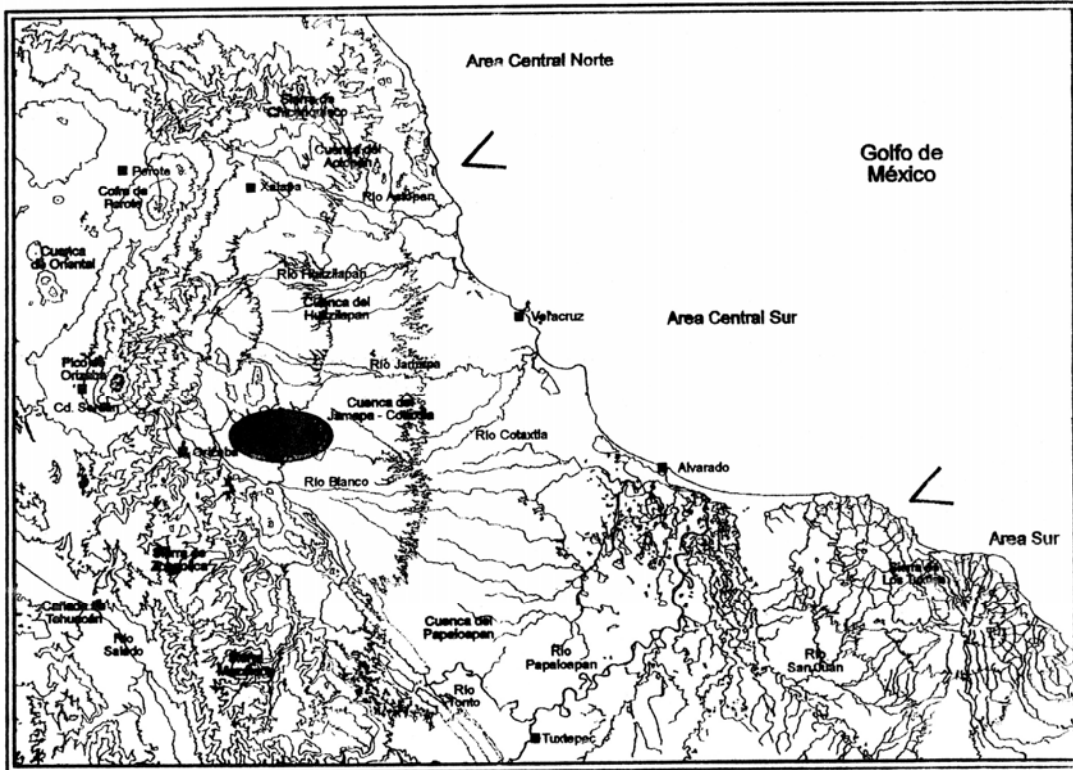 Area Central Norte
Sierra de
Chiconquiaco
Cuenca del
Actopan
Golfo de
México
Perote
Xalapa
Cofre de
Perote
Río Actopan
Cuenca
de Oriental
Río Huitzilapan
Cuenca del
Huitzilapan
Veracruz
Area Central Sur
Pico de
Orizaba
Río Jamapa
Cd. Serdán
Cuenca del
Jamapa - Cotaxtla
Río Cotaxtla
Orizaba
Río Blanco
Alvarado
Area Sur
Sierra de
Zongolica
Sierra de
Los Tuxtlas
Cañada de
Tehuacán
Río
Salado
Cuenca del
Papaloapan
Río
Papaloapan
Río
San Juan
Sierra
Río
Tonto
Tuxtepec